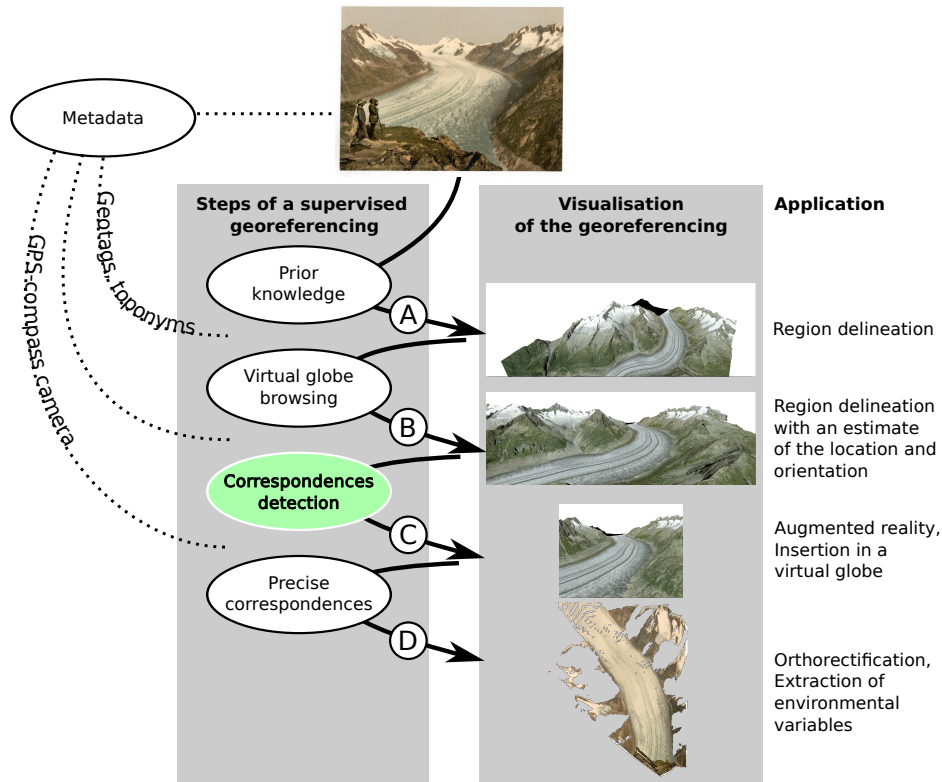 Metadata
Geotags, toponyms
GPS-compass camera
Steps of a supervised
georeferencing
Visualisation
of the georeferencing
Application
Prior
knowledge
A
Region delineation
Virtual globe
browsing
B
Region delineation
with an estimate
of the location and
orientation
Correspondences
detection
C
Augmented reality,
Insertion in a
virtual globe
Precise
correspondences
D
Orthorectification,
Extraction of
environmental
variables